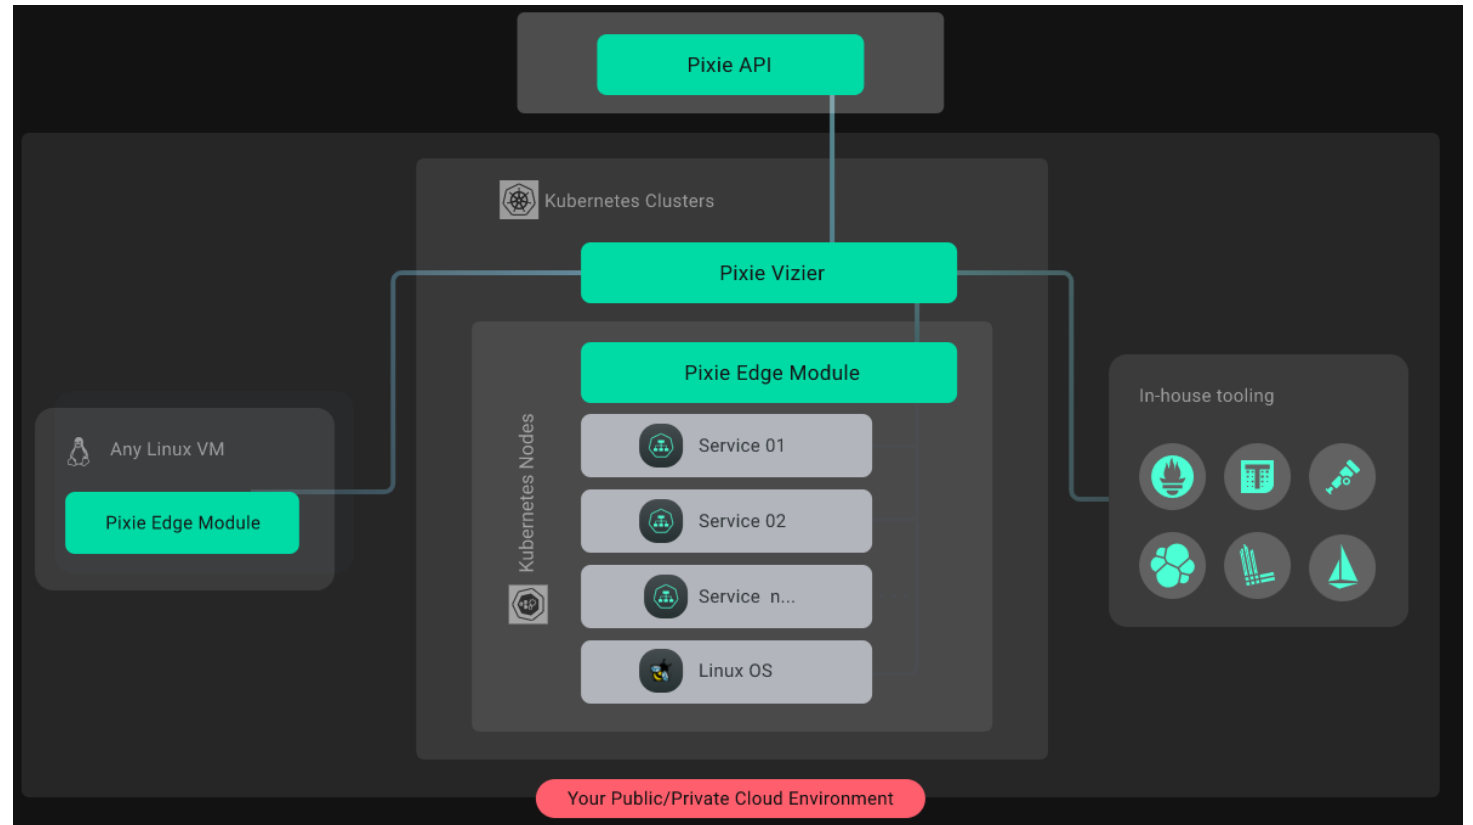 Pixie API
Kubernetes Clusters
Pixie Vizier
Pixie Edge Module
Kubernetes Nodes
Service 01
Service 02
Service n...
Linux OS
Any Linux VM
Pixie Edge Module
In-house tooling
Your Public/Private Cloud Environment